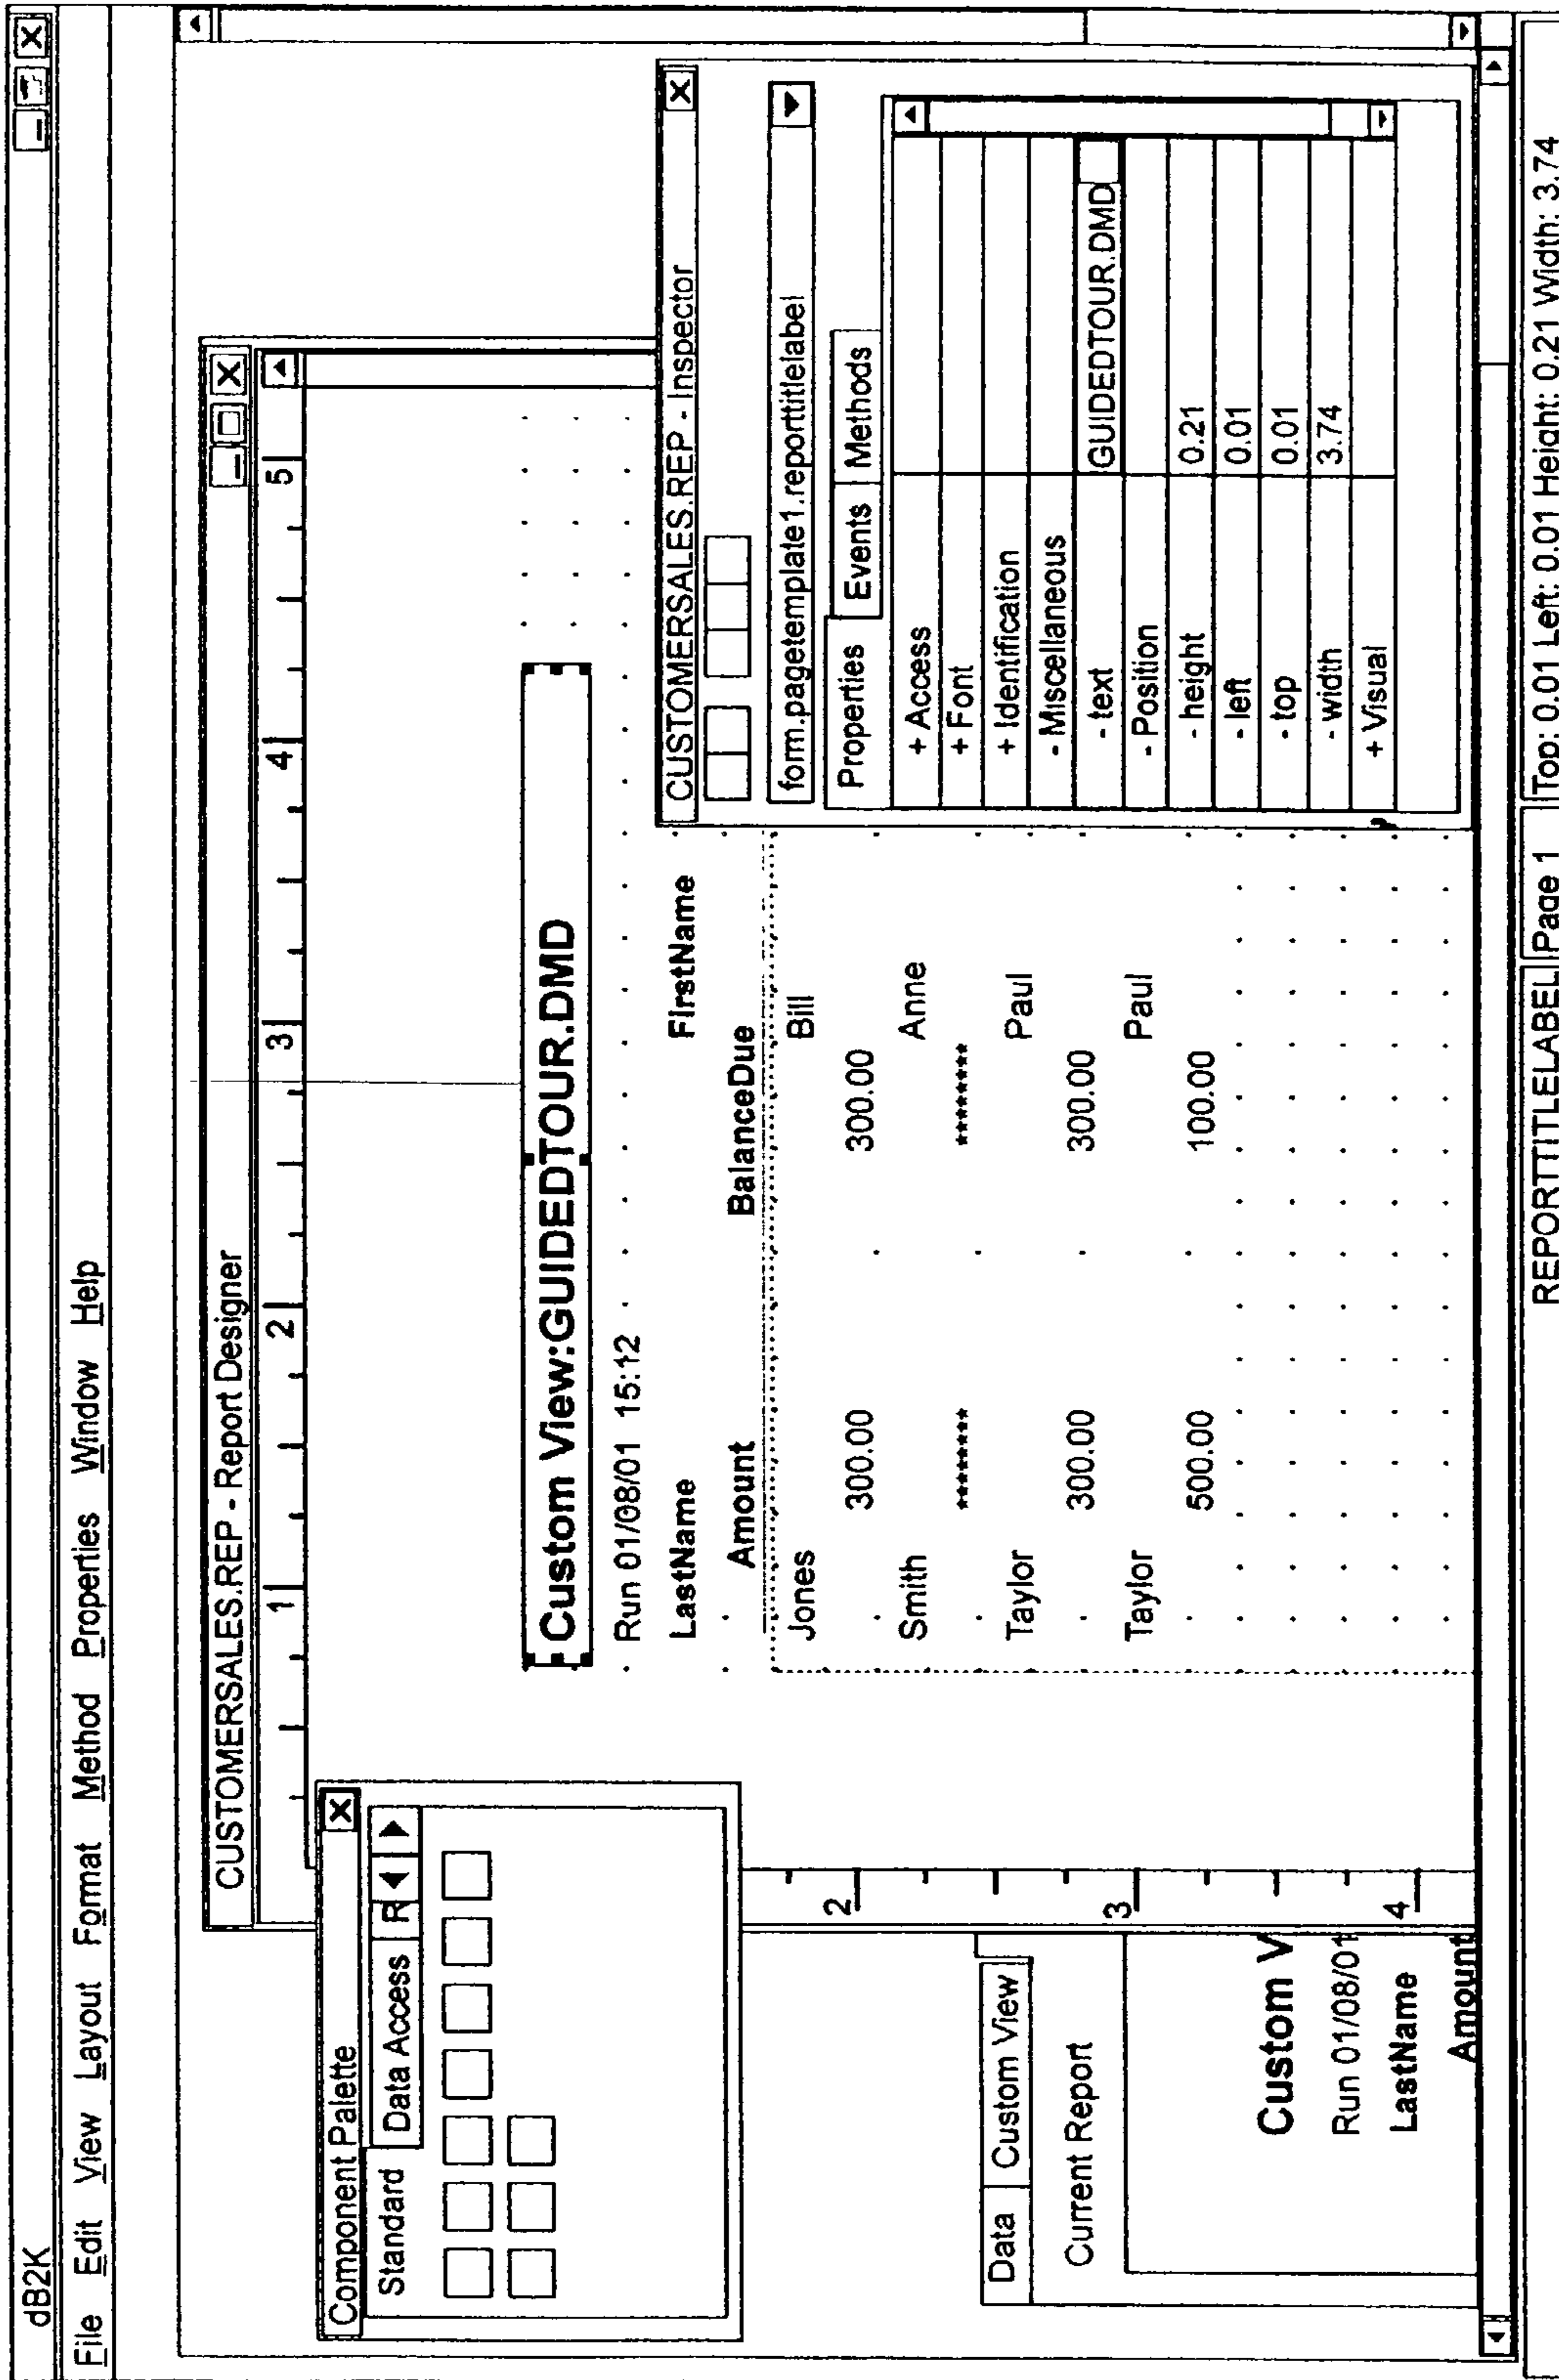 dB2K
File Edit View Layout Format Method Properties Window Help
CUSTOMERSALES.REP - Report Designer
1 2 3 4 5
Component Palette
Standard Data Access R
Custom View:GUIDEDTOUR.DMD
Run 01/08/01 15:12
LastName FirstName
Amount BalanceDue
Jones Bill
300.00 300.00
Smith Anne
******** ********
Taylor Paul
300.00 300.00
Taylor Paul
500.00 100.00
2
3
4
CUSTOMERSALES.REP - Inspector
form.pagetemplate1.reporttitlelabel
Properties Events Methods
+ Access
+ Font
+ Identification
- Miscellaneous
- text GUIDEDTOUR.DMD
- Position
- height 0.21
- left 0.01
- top 0.01
- width 3.74
+ Visual
Data Custom View
Current Report
Custom V
Run 01/08/01
LastName
Amount
REPORTTITLELABEL Page 1 Top: 0.01 Left: 0.01 Height: 0.21 Width: 3.74